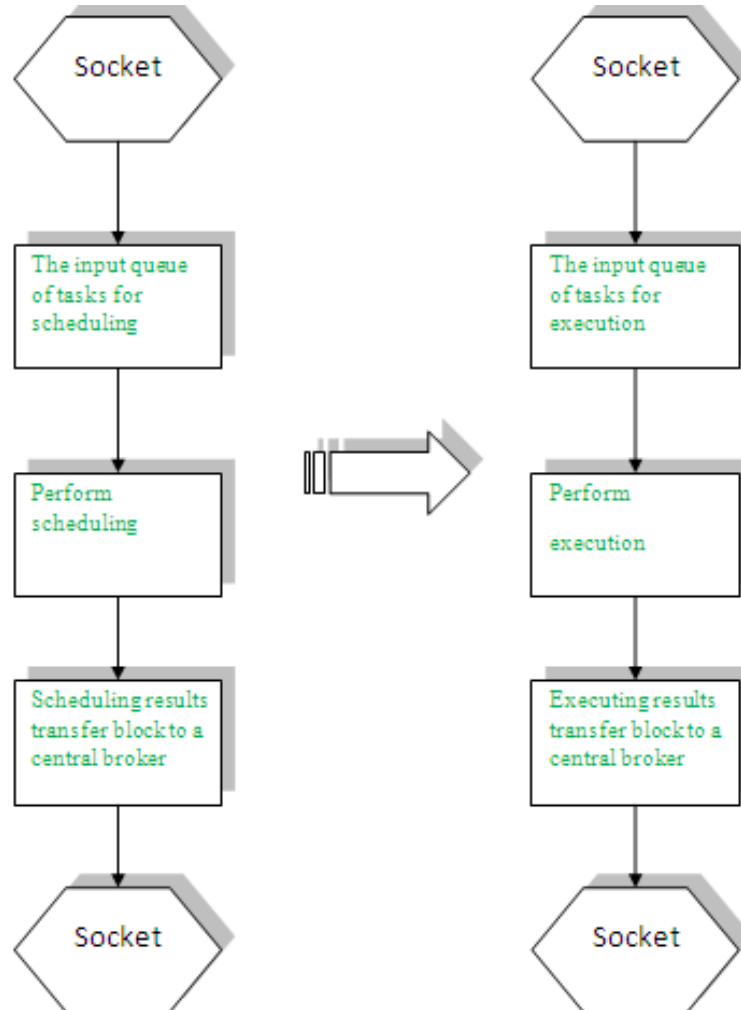 Socket
The input queue
of tasks for
scheduling
Perform
scheduling
Scheduling results
transfer block to a
central broker
Socket
Socket
The input queue
of tasks for
execution
Perform
execution
Executing results
transfer block to a
central broker
Socket